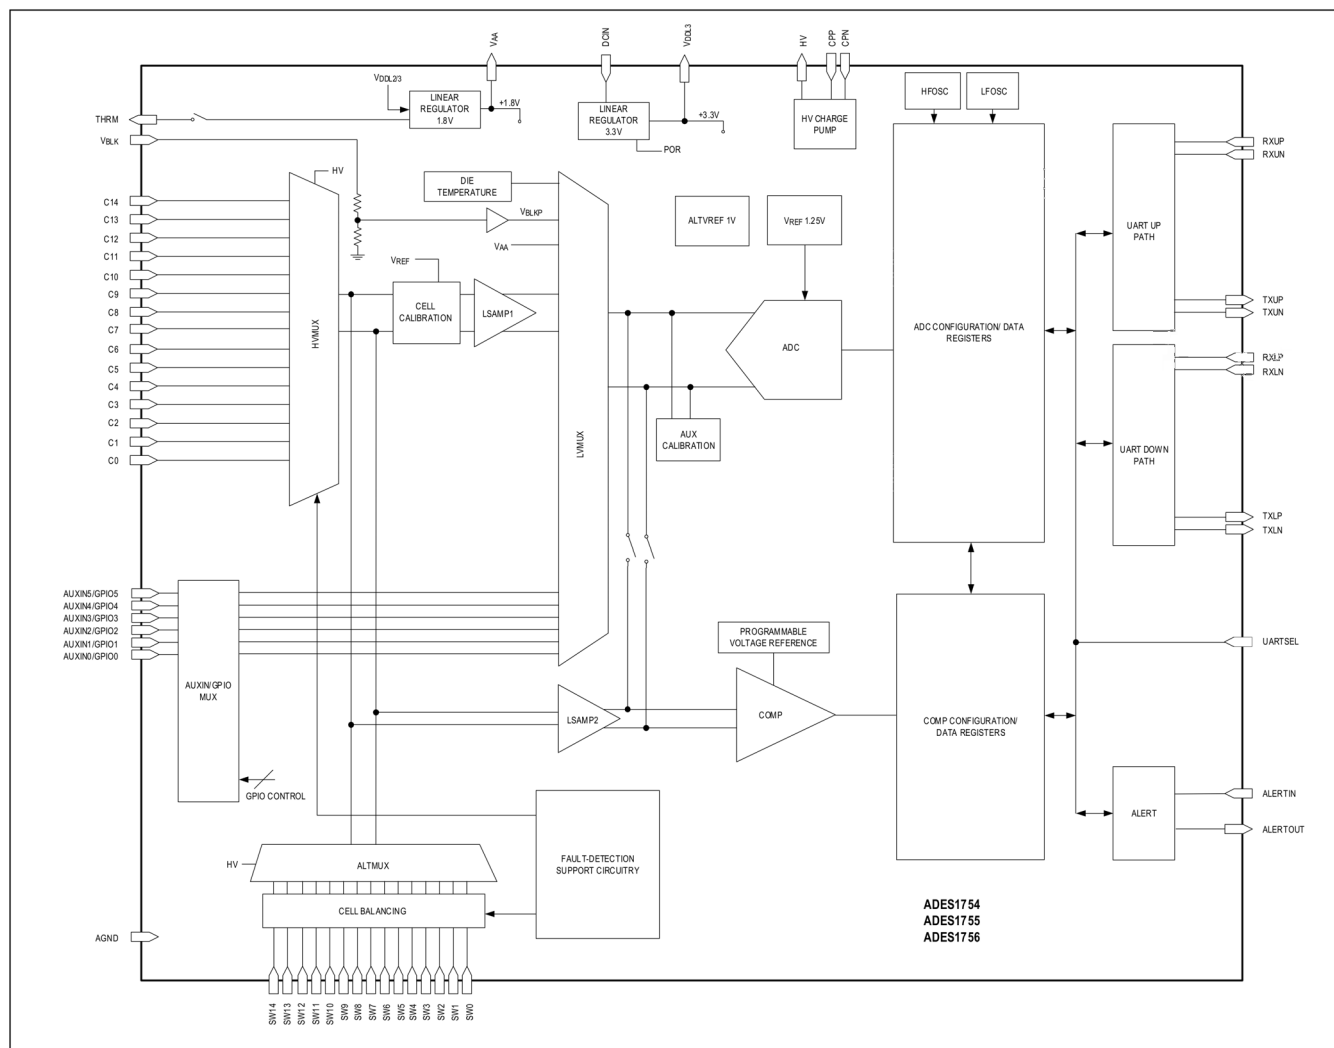 VAA
DCIN
VDDL3
HV
CPP
CPN
VDDL2/3
LINEAR
REGULATOR
1.8V
+1.8V
LINEAR
REGULATOR
3.3V
+3.3V
POR
HV CHARGE
PUMP
HFOSC
LFOSC
THRM
VBLK
HV
DIE
TEMPERATURE
VBLKP
VAA
ALTVREF 1V
VREF 1.25V
C14
C13
C12
C11
C10
C9
C8
C7
C6
C5
C4
C3
C2
C1
C0
HVMUX
VREF
CELL
CALIBRATION
LSAMP1
LVMUX
ADC
AUX
CALIBRATION
ADC CONFIGURATION/ DATA
REGISTERS
UART UP
PATH
UART DOWN
PATH
RXUP
RXUN
TXUP
TXUN
RXLP
RXLN
TXLP
TXLN
AUXIN5/GPIO5
AUXIN4/GPIO4
AUXIN3/GPIO3
AUXIN2/GPIO2
AUXIN1/GPIO1
AUXIN0/GPIO0
AUXIN/GPIO
MUX
GPIO CONTROL
PROGRAMMABLE
VOLTAGE REFERENCE
LSAMP2
COMP
COMP CONFIGURATION/
DATA REGISTERS
UARTSEL
ALERT
ALERTIN
ALERTOUT
HV
ALTMUX
CELL BALANCING
FAULT-DETECTION
SUPPORT CIRCUITRY
ADES1754
ADES1755
ADES1756
AGND
SW14
SW13
SW12
SW11
SW10
SW9
SW8
SW7
SW6
SW5
SW4
SW3
SW2
SW1
SW0